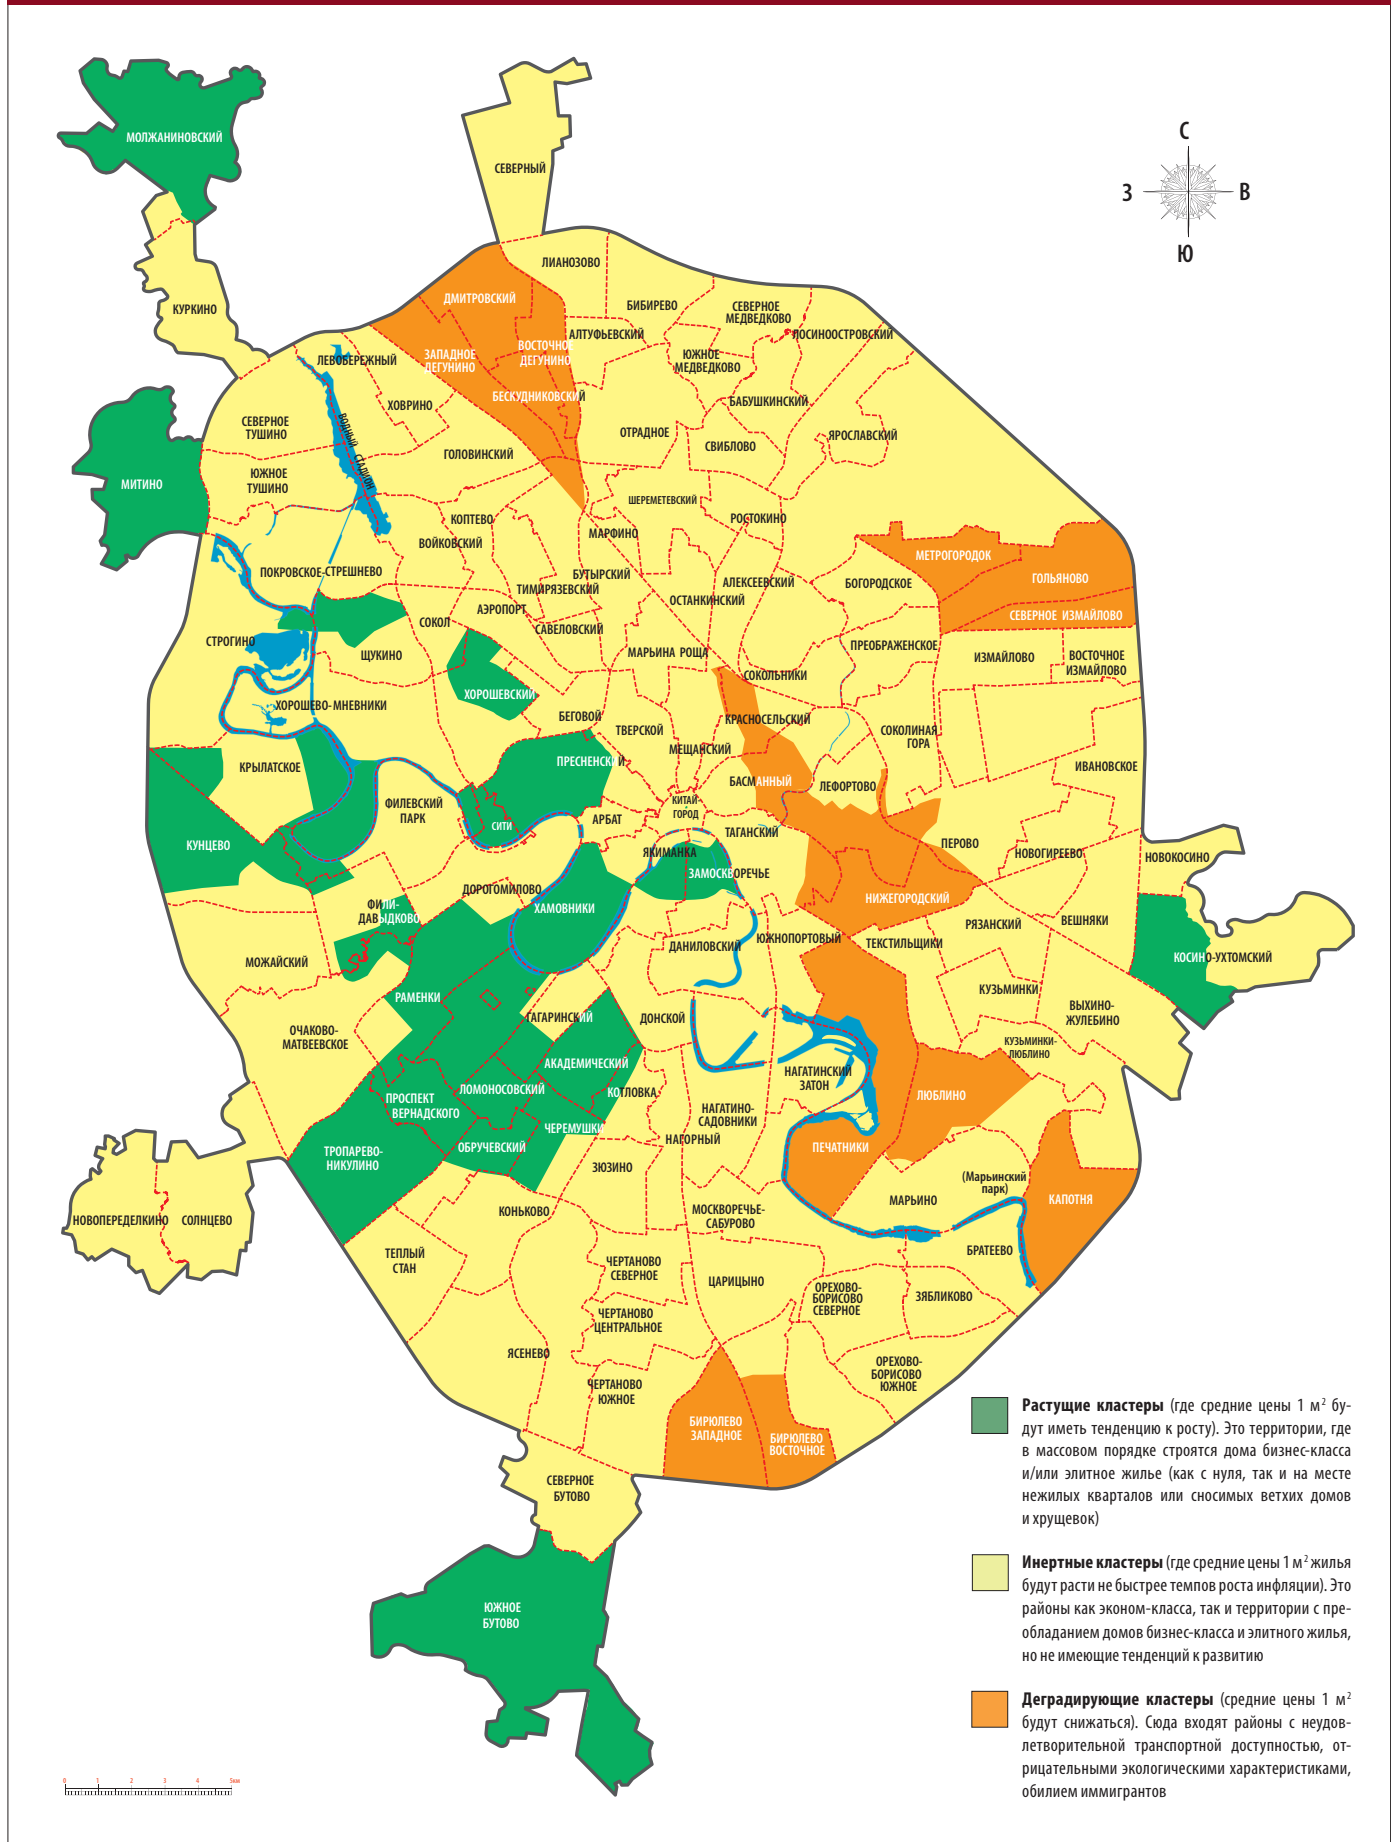 С
З
В
Ю
МОЛЖАНИНОВСКИЙ
СЕВЕРНЫЙ
КУРКИНО
ЛИАНОЗОВО
ДМИТРОВСКИЙ
БИБИРЕВО
СЕВЕРНОЕ
МЕДВЕДКОВО
АЛТУФЬЕВСКИЙ
ЛОСИНООСТРОВСКИЙ
ЗАПАДНОЕ
ДЕГУНИНО
ВОСТОЧНОЕ
ДЕГУНИНО
ЮЖНОЕ
МЕДВЕДКОВО
ЛЕВОБЕРЕЖНЫЙ
БЕСКУДНИКОВСКИЙ
БАБУШКИНСКИЙ
ХОВРИНО
СЕВЕРНОЕ
ТУШИНО
ВОДНЫЙ СТАДИОН
ОТРАДНОЕ
СВИБЛОВО
ЯРОСЛАВСКИЙ
ГОЛОВИНСКИЙ
МИТИНО
ЮЖНОЕ
ТУШИНО
ШЕРЕМЕТЕВСКИЙ
КОПТЕВО
РОСТОКИНО
ВОЙКОВСКИЙ
МАРФИНО
МЕТРОГОРОДОК
ПОКРОВСКОЕ-СТРЕШНЕВО
БУТЫРСКИЙ
ТИМИРЯЗЕВСКИЙ
АЛЕКСЕЕВСКИЙ
БОГОРОДСКОЕ
ГОЛЬЯНОВО
ОСТАНКИНСКИЙ
АЭРОПОРТ
СОКОЛ
САВЕЛОВСКИЙ
СЕВЕРНОЕ ИЗМАЙЛОВО
СТРОГИНО
ЩУКИНО
МАРЬИНА РОЩА
ПРЕОБРАЖЕНСКОЕ
ИЗМАЙЛОВО
ВОСТОЧНОЕ
ИЗМАЙЛОВО
СОКОЛЬНИКИ
ХОРОШЕВСКИЙ
ХОРОШЕВО-МНЕВНИКИ
БЕГОВОЙ
ТВЕРСКОЙ
КРАСНОСЕЛЬСКИЙ
СОКОЛИНАЯ
ГОРА
МЕЩАНСКИЙ
ПРЕСНЕНСКИЙ
КРЫЛАТСКОЕ
ИВАНОВСКОЕ
БАСМАННЫЙ
ЛЕФОРТОВО
ФИЛЕВСКИЙ
ПАРК
КИТАЙ-
ГОРОД
СИТИ
АРБАТ
ТАГАНСКИЙ
КУНЦЕВО
ЯКИМАНКА
ПЕРОВО
НОВОГИРЕЕВО
НОВОКОСИНО
ЗАМОСКВОРЕЧЬЕ
ДОРОГОМИЛОВО
ФИЛИ-
ДАВЫДКОВО
ХАМОВНИКИ
НИЖЕГОРОДСКИЙ
РЯЗАНСКИЙ
ВЕШНЯКИ
ДАНИЛОВСКИЙ
ЮЖНОПОРТОВЫЙ
ТЕКСТИЛЬЩИКИ
КОСИНО-УХТОМСКИЙ
МОЖАЙСКИЙ
КУЗЬМИНКИ
РАМЕНКИ
ВЫХИНО-
ЖУЛЕБИНО
ГАГАРИНСКИЙ
ДОНСКОЙ
ОЧАКОВО-
МАТВЕЕВСКОЕ
КУЗЬМИНКИ-
ЛЮБЛИНО
АКАДЕМИЧЕСКИЙ
НАГАТИНСКИЙ
ЗАТОН
ЛОМОНОСОВСКИЙ
КОТЛОВКА
ЛЮБЛИНО
ПРОСПЕКТ
ВЕРНАДСКОГО
НАГАТИНО-
САДОВНИКИ
ЧЕРЕМУШКИ
НАГОРНЫЙ
ОБРУЧЕВСКИЙ
ПЕЧАТНИКИ
ТРОПАРЕВО-
НИКУЛИНО
ЗЮЗИНО
(Марьинский
парк)
МАРЬИНО
КАПОТНЯ
НОВОПЕРЕДЕЛКИНО
СОЛНЦЕВО
КОНЬКОВО
МОСКВОРЕЧЬЕ-
САБУРОВО
ТЕПЛЫЙ
СТАН
БРАТЕЕВО
ЧЕРТАНОВО
СЕВЕРНОЕ
ЦАРИЦЫНО
ОРЕХОВО-
БОРИСОВО
СЕВЕРНОЕ
ЗЯБЛИКОВО
ЧЕРТАНОВО
ЦЕНТРАЛЬНОЕ
ЯСЕНЕВО
ОРЕХОВО-
БОРИСОВО
ЮЖНОЕ
ЧЕРТАНОВО
ЮЖНОЕ
БИРЮЛЕВО
ЗАПАДНОЕ
БИРЮЛЕВО
ВОСТОЧНОЕ
СЕВЕРНОЕ
БУТОВО
ЮЖНОЕ
БУТОВО
Растущие кластеры (где средние цены 1 м² бу-
дут иметь тенденцию к росту). Это территории, где
в массовом порядке строятся дома бизнес-класса
и/или элитное жилье (как с нуля, так и на месте
нежилых кварталов или сносимых ветхих домов
и хрущевок)
Инертные кластеры (где средние цены 1 м² жилья
будут расти не быстрее темпов роста инфляции). Это
районы как эконом-класса, так и территории с пре-
обладанием домов бизнес-класса и элитного жилья,
но не имеющие тенденций к развитию
Деградирующие кластеры (средние цены 1 м²
будут снижаться). Сюда входят районы с неудов-
летворительной транспортной доступностью, от-
рицательными экологическими характеристиками,
обилием иммигрантов
0 1 2 3 4 5км